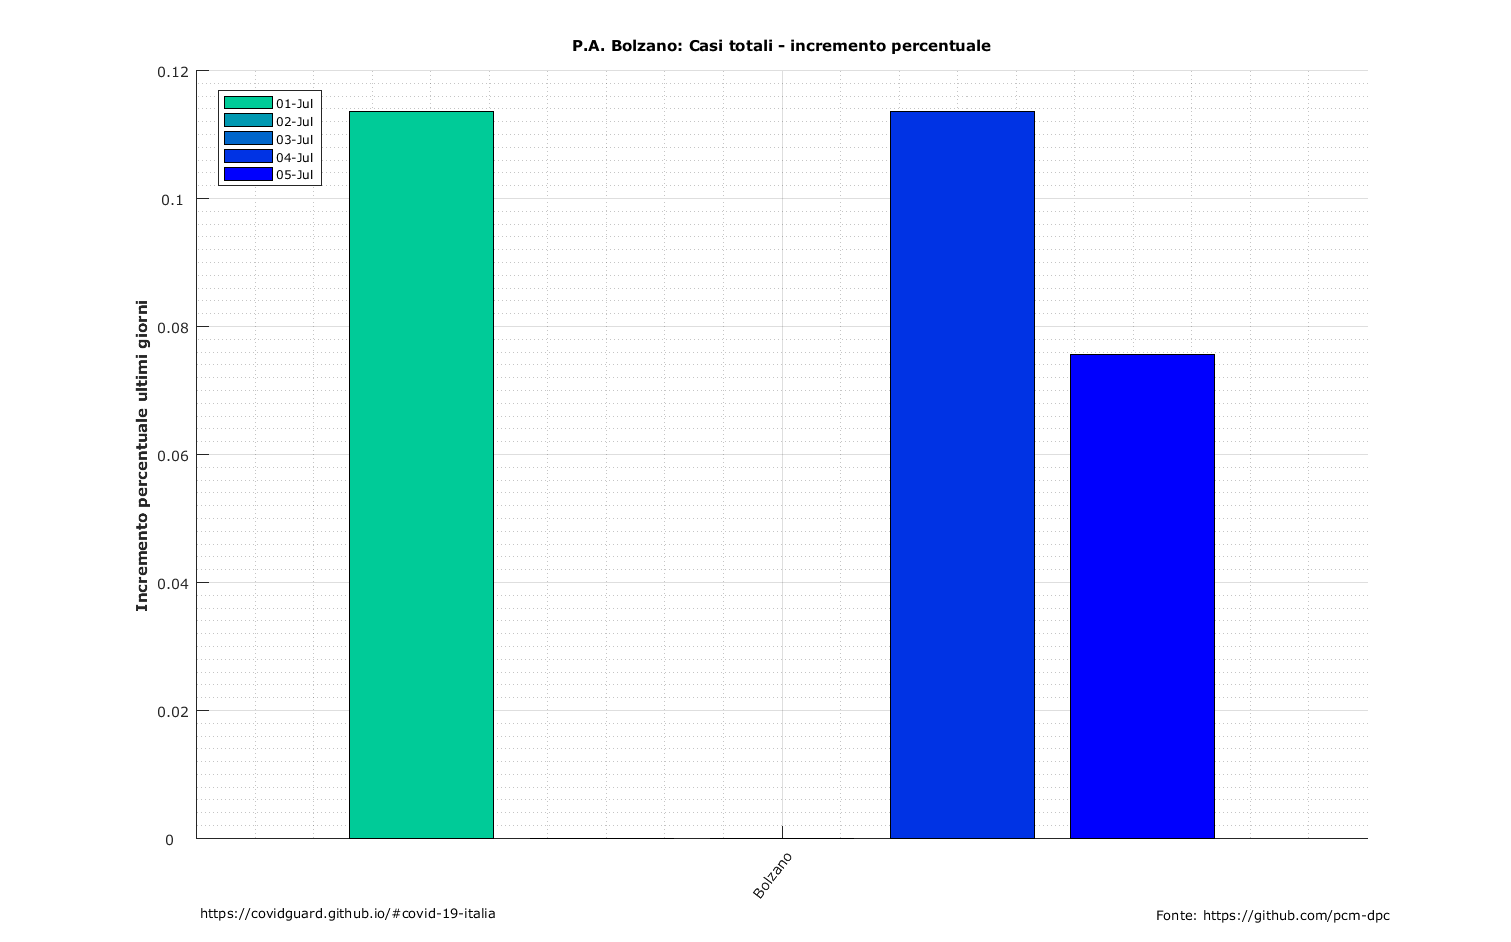 P.A. Bolzano: Casi totali - incremento percentuale
0.12
0.1
0.08
0.06
0.04
0.02
0
Incremento percentuale ultimi giorni
01-Jul
02-Jul
03-Jul
04-Jul
05-Jul
Bolzano
https://covidguard.github.io/#covid-19-italia
Fonte: https://github.com/pcm-dpc